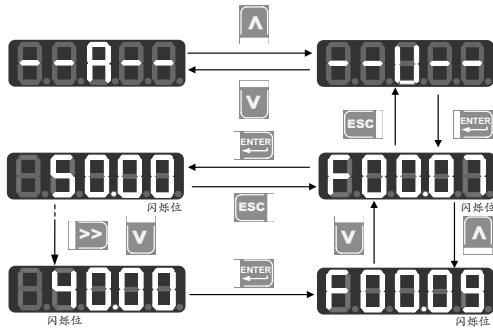 ∧
--A--
--U--
∨
ESC
ENTER
ENTER
50.00
F00.07
闪烁位
闪烁位
ESC
>>
∨
∨
∧
ENTER
40.00
F00.09
闪烁位
闪烁位